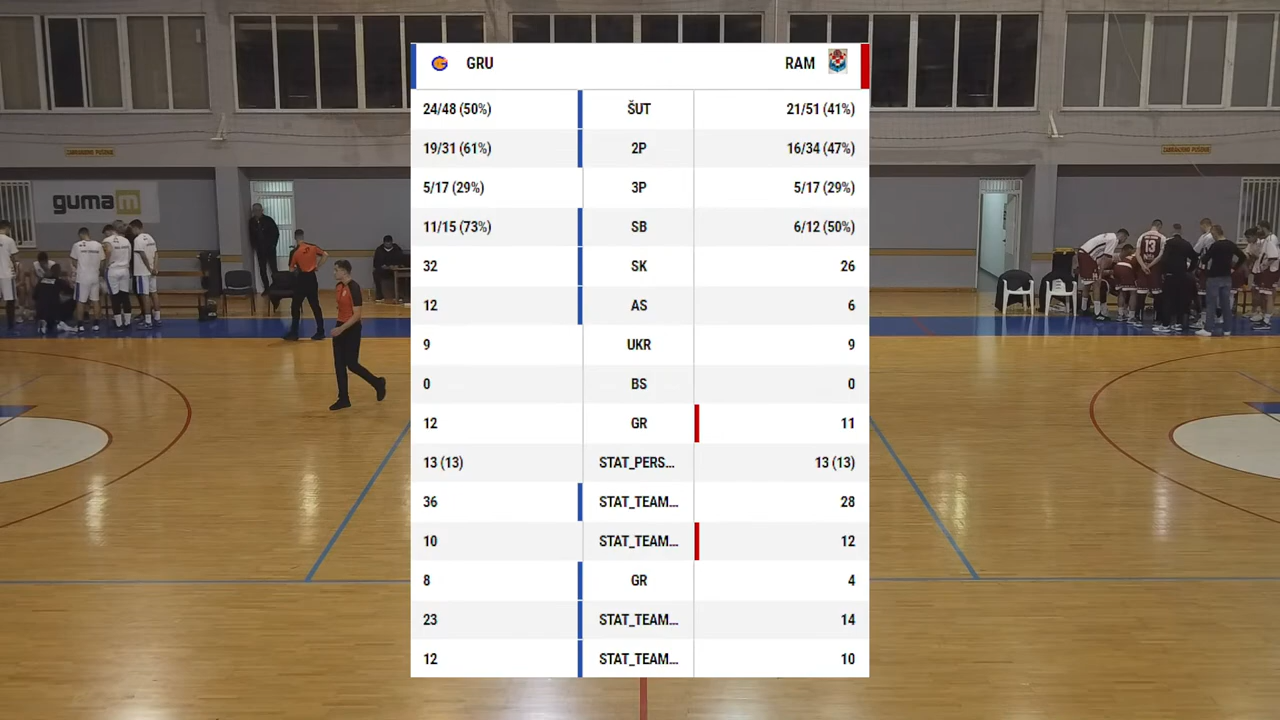 GRU RAM
24/48 (50%) ŠUT 21/51 (41%)
19/31 (61%) 2P 16/34 (47%)
5/17 (29%) 3P 5/17 (29%)
11/15 (73%) SB 6/12 (50%)
32 SK 26
12 AS 6
9 UKR 9
0 BS 0
12 GR 11
13 (13) STAT_PERS... 13 (13)
36 STAT_TEAM... 28
10 STAT_TEAM... 12
8 GR 4
23 STAT_TEAM... 14
12 STAT_TEAM... 10
gumam
13